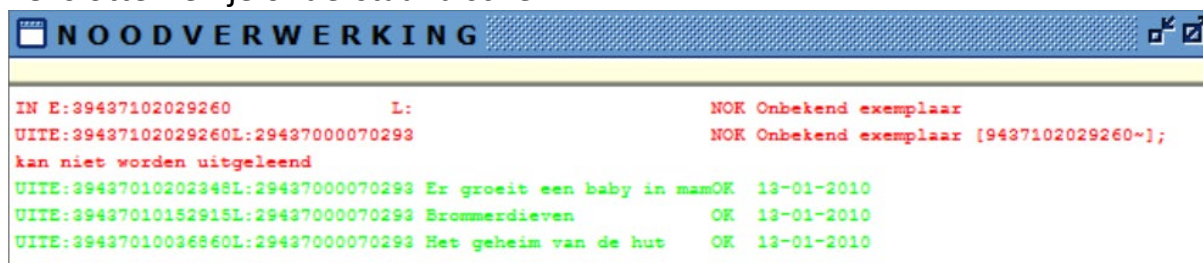 NOODVERWERKING
IN E:39437102029260 L: NOK Onbekend exemplaar
UITE:39437102029260L:29437000070293 NOK Onbekend exemplaar [9437102029260~];
kan niet worden uitgeleend
UITE:39437010202348L:29437000070293 Er groeit een baby in mamOK 13-01-2010
UITE:39437010152915L:29437000070293 Brommerdieven OK 13-01-2010
UITE:39437010036860L:29437000070293 Het geheim van de hut OK 13-01-2010